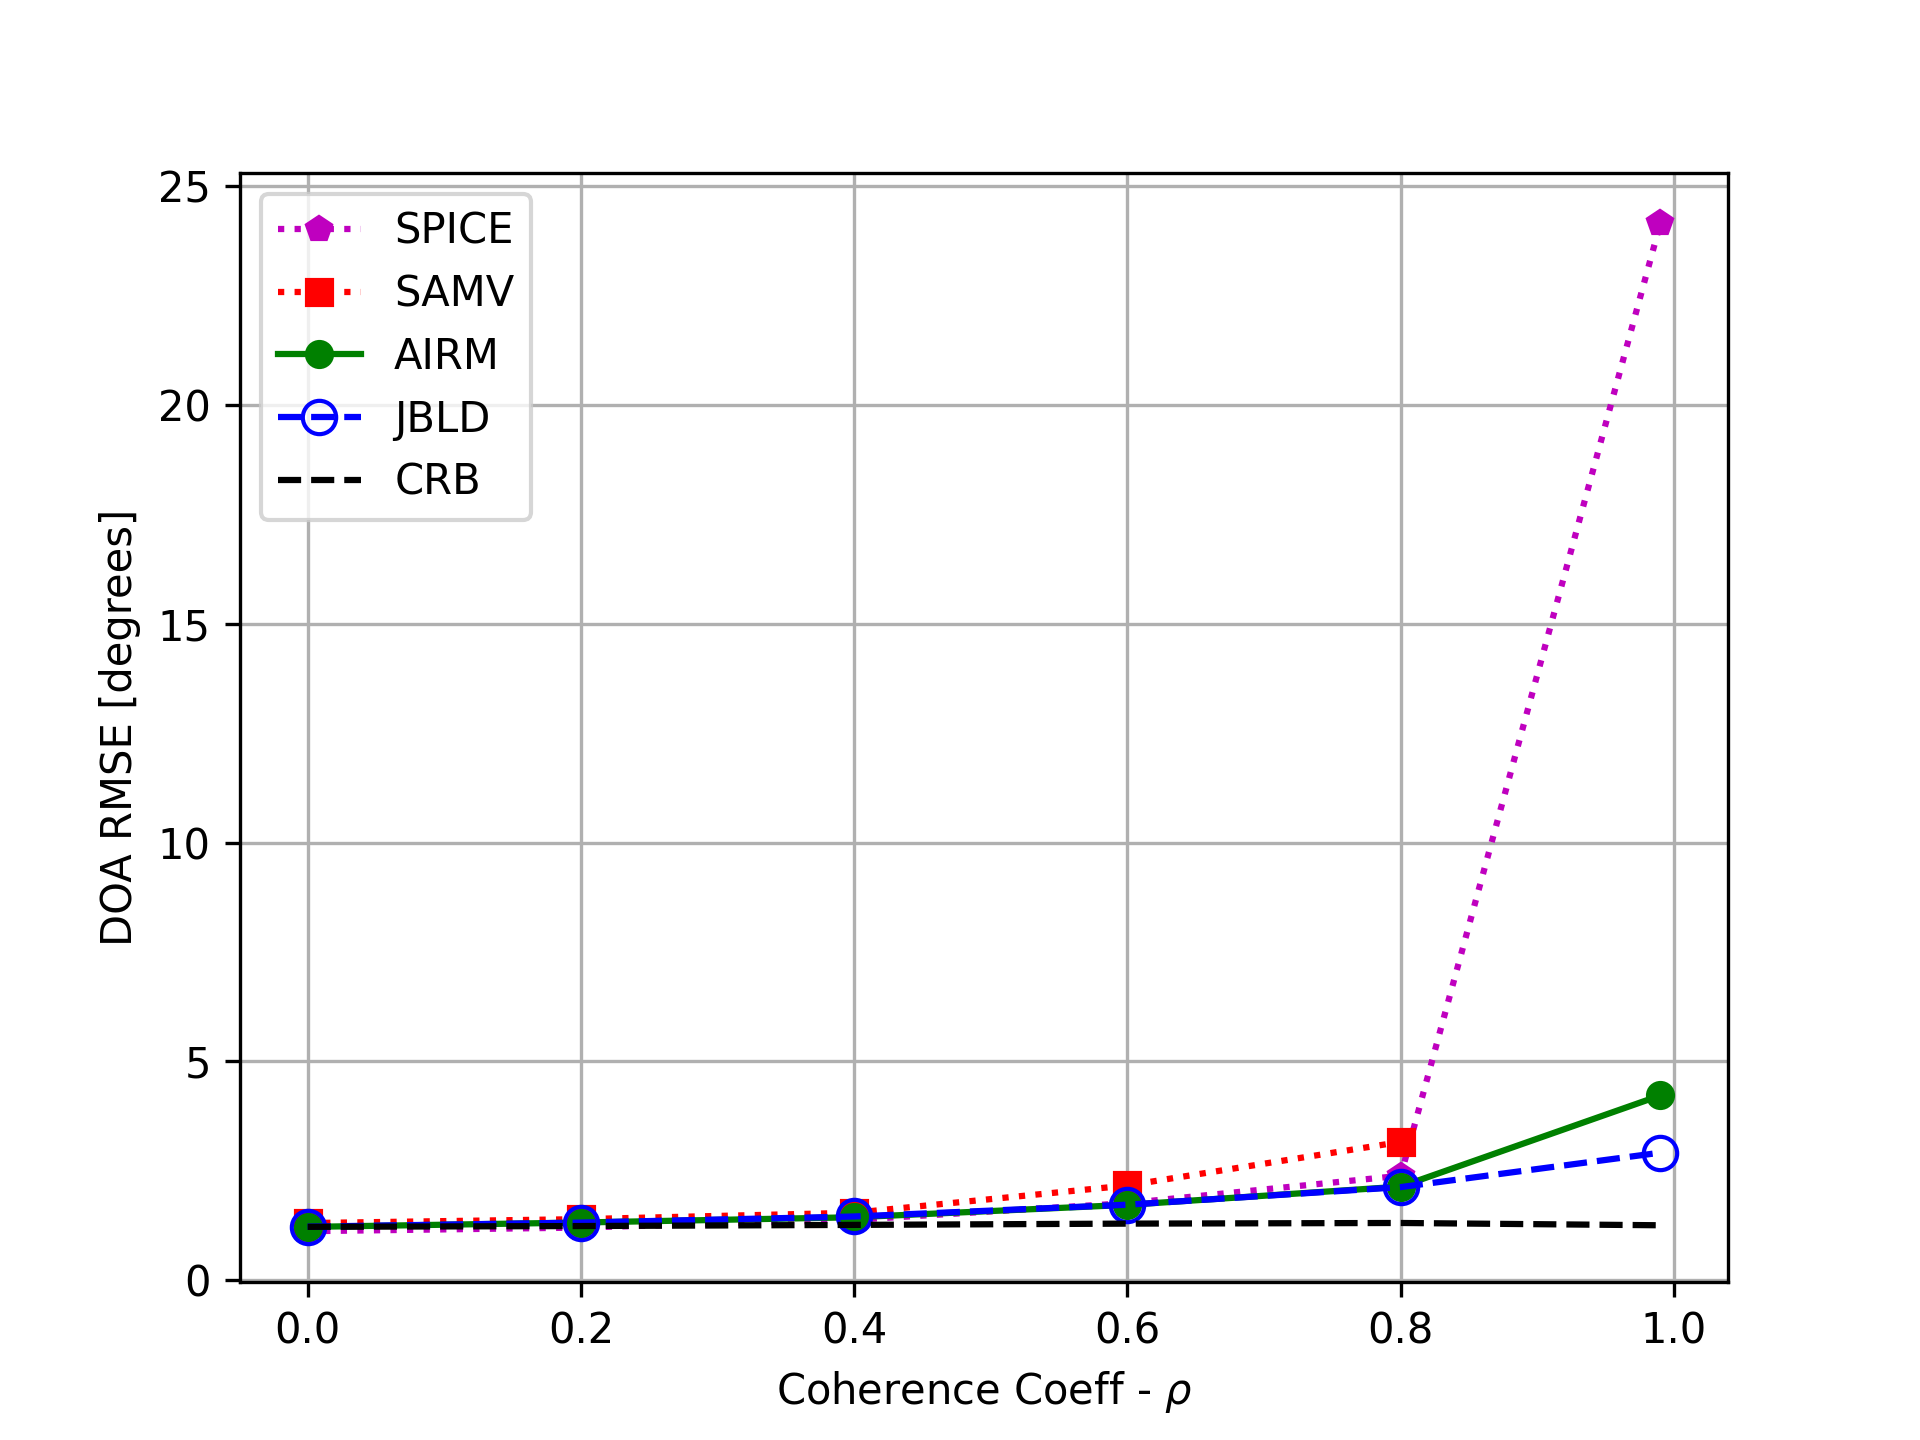 25
20
15
10
5
0
DOA RMSE [degrees]
SPICE
SAMV
AIRM
JBLD
CRB
0.0 0.2 0.4 0.6 0.8 1.0
Coherence Coeff - ρ